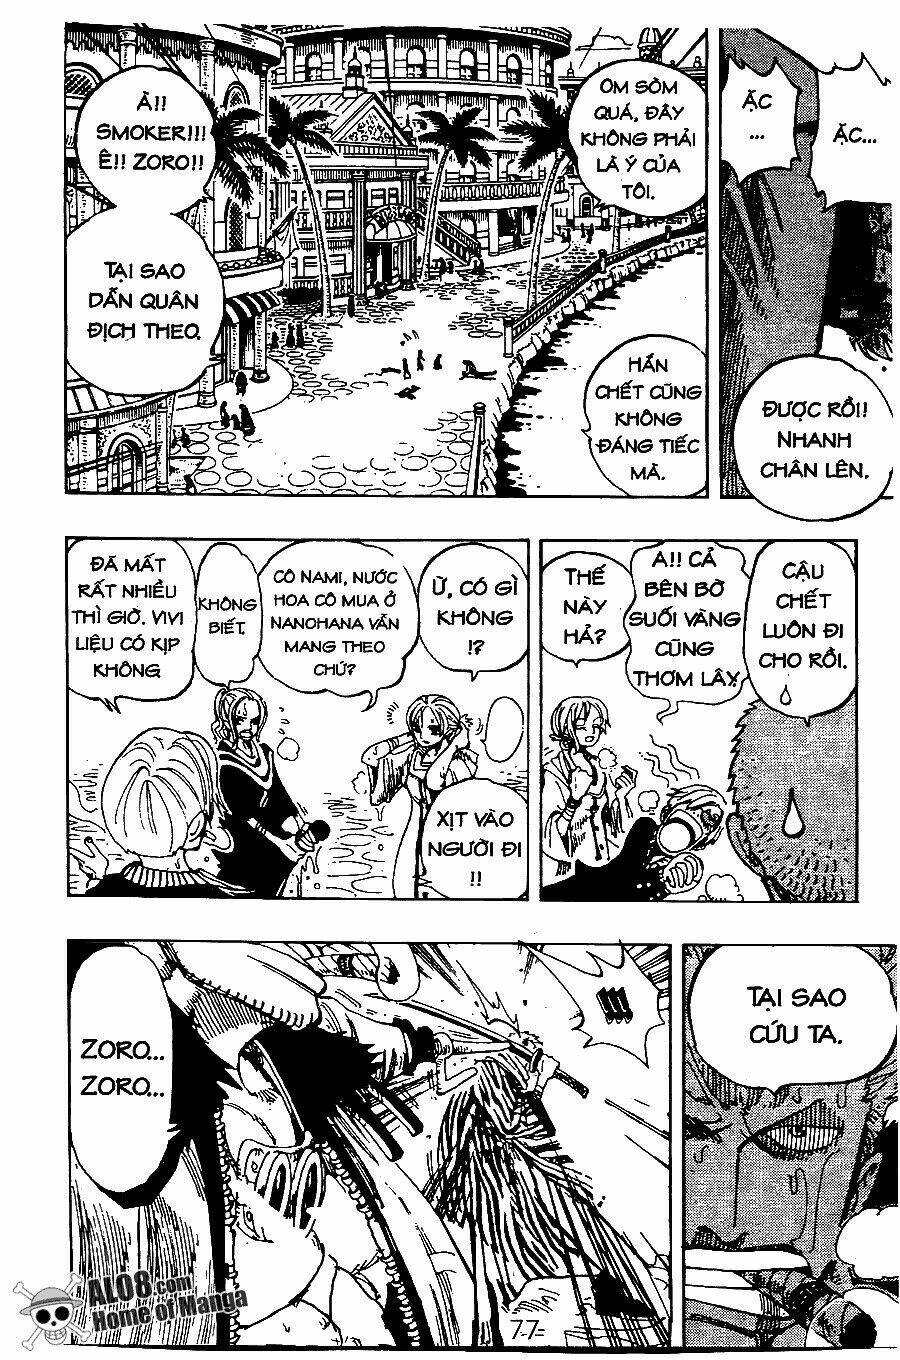 ẶC...
ẶC
...
ĐƯỢC RỒI!!
NHANH
CHÂN LÊN.
OM SÒM
QUÁ, ĐÂY
KHÔNG PHẢI
LÀ Ý CỦA
TÔI.
HẮN
CHẾT CŨNG
KHÔNG
ĐÁNG TIẾC
MÀ.
À!!
SMOKER!!!
Ê!! ZORO!!
TẠI SAO
DẪN QUÂN
ĐỊCH THEO.
CẬU
CHẾT
LUÔN ĐI
CHO RỒI.
A!! CẢ
BÊN BỜ
SUỐI VÀNG
CŨNG
THƠM LÂY.
THẾ
NÀY
HẢ?
Ừ, CÓ GÌ
KHÔNG
!?
XỊT VÀO
NGƯỜI ĐI
!!
CÔ NAMI, NƯỚC
HOA CÔ MUA Ở
NANOHANA VẪN
MANG THEO
CHỨ?
KHÔNG
BIẾT.
ĐÃ MẤT
RẤT NHIỀU
THÌ GIỜ. VIVI
LIỆU CÓ KỊP
KHÔNG
TẠI SAO
CỨU TA.
!!!
ZORO...
ZORO...
77
ALO8.com
Home of Manga